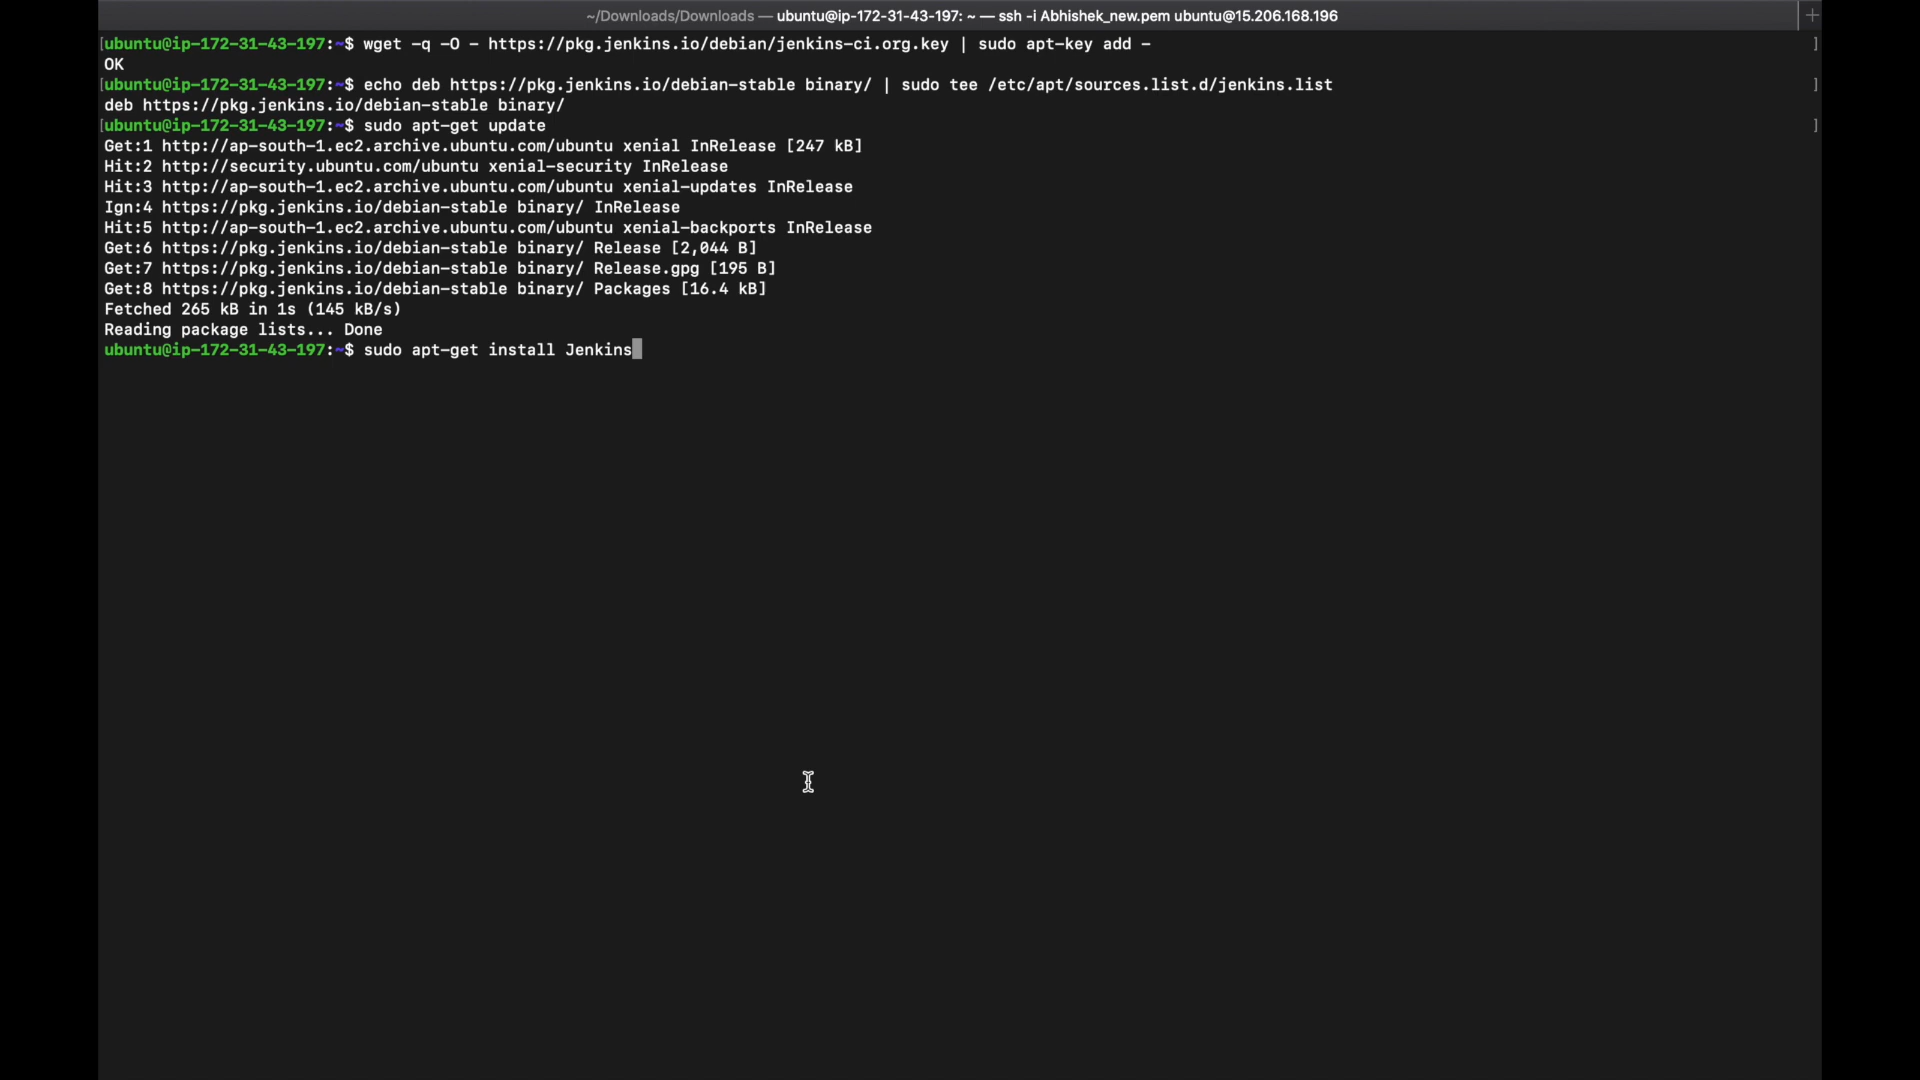 ~/Downloads/Downloads — ubuntu@ip-172-31-43-197: ~ — ssh -i Abhishek_new.pem ubuntu@15.206.168.196
[ubuntu@ip-172-31-43-197:~$ wget -q -O - https://pkg.jenkins.io/debian/jenkins-ci.org.key | sudo apt-key add - ]
OK
[ubuntu@ip-172-31-43-197:~$ echo deb https://pkg.jenkins.io/debian-stable binary/ | sudo tee /etc/apt/sources.list.d/jenkins.list ]
deb https://pkg.jenkins.io/debian-stable binary/
[ubuntu@ip-172-31-43-197:~$ sudo apt-get update ]
Get:1 http://ap-south-1.ec2.archive.ubuntu.com/ubuntu xenial InRelease [247 kB]
Hit:2 http://security.ubuntu.com/ubuntu xenial-security InRelease
Hit:3 http://ap-south-1.ec2.archive.ubuntu.com/ubuntu xenial-updates InRelease
Ign:4 https://pkg.jenkins.io/debian-stable binary/ InRelease
Hit:5 http://ap-south-1.ec2.archive.ubuntu.com/ubuntu xenial-backports InRelease
Get:6 https://pkg.jenkins.io/debian-stable binary/ Release [2,044 B]
Get:7 https://pkg.jenkins.io/debian-stable binary/ Release.gpg [195 B]
Get:8 https://pkg.jenkins.io/debian-stable binary/ Packages [16.4 kB]
Fetched 265 kB in 1s (145 kB/s)
Reading package lists... Done
ubuntu@ip-172-31-43-197:~$ sudo apt-get install Jenkins